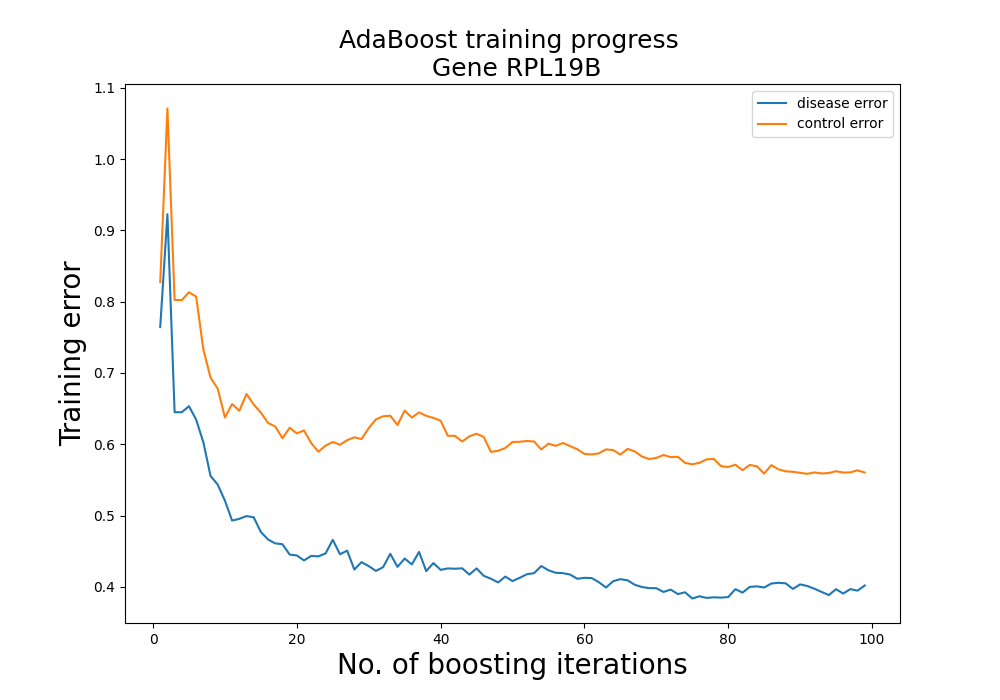 AdaBoost training progress
Gene RPL19B
disease error
control error
Training error
1.1
1.0
0.9
0.8
0.7
0.6
0.5
0.4
0 20 40 60 80 100
No. of boosting iterations